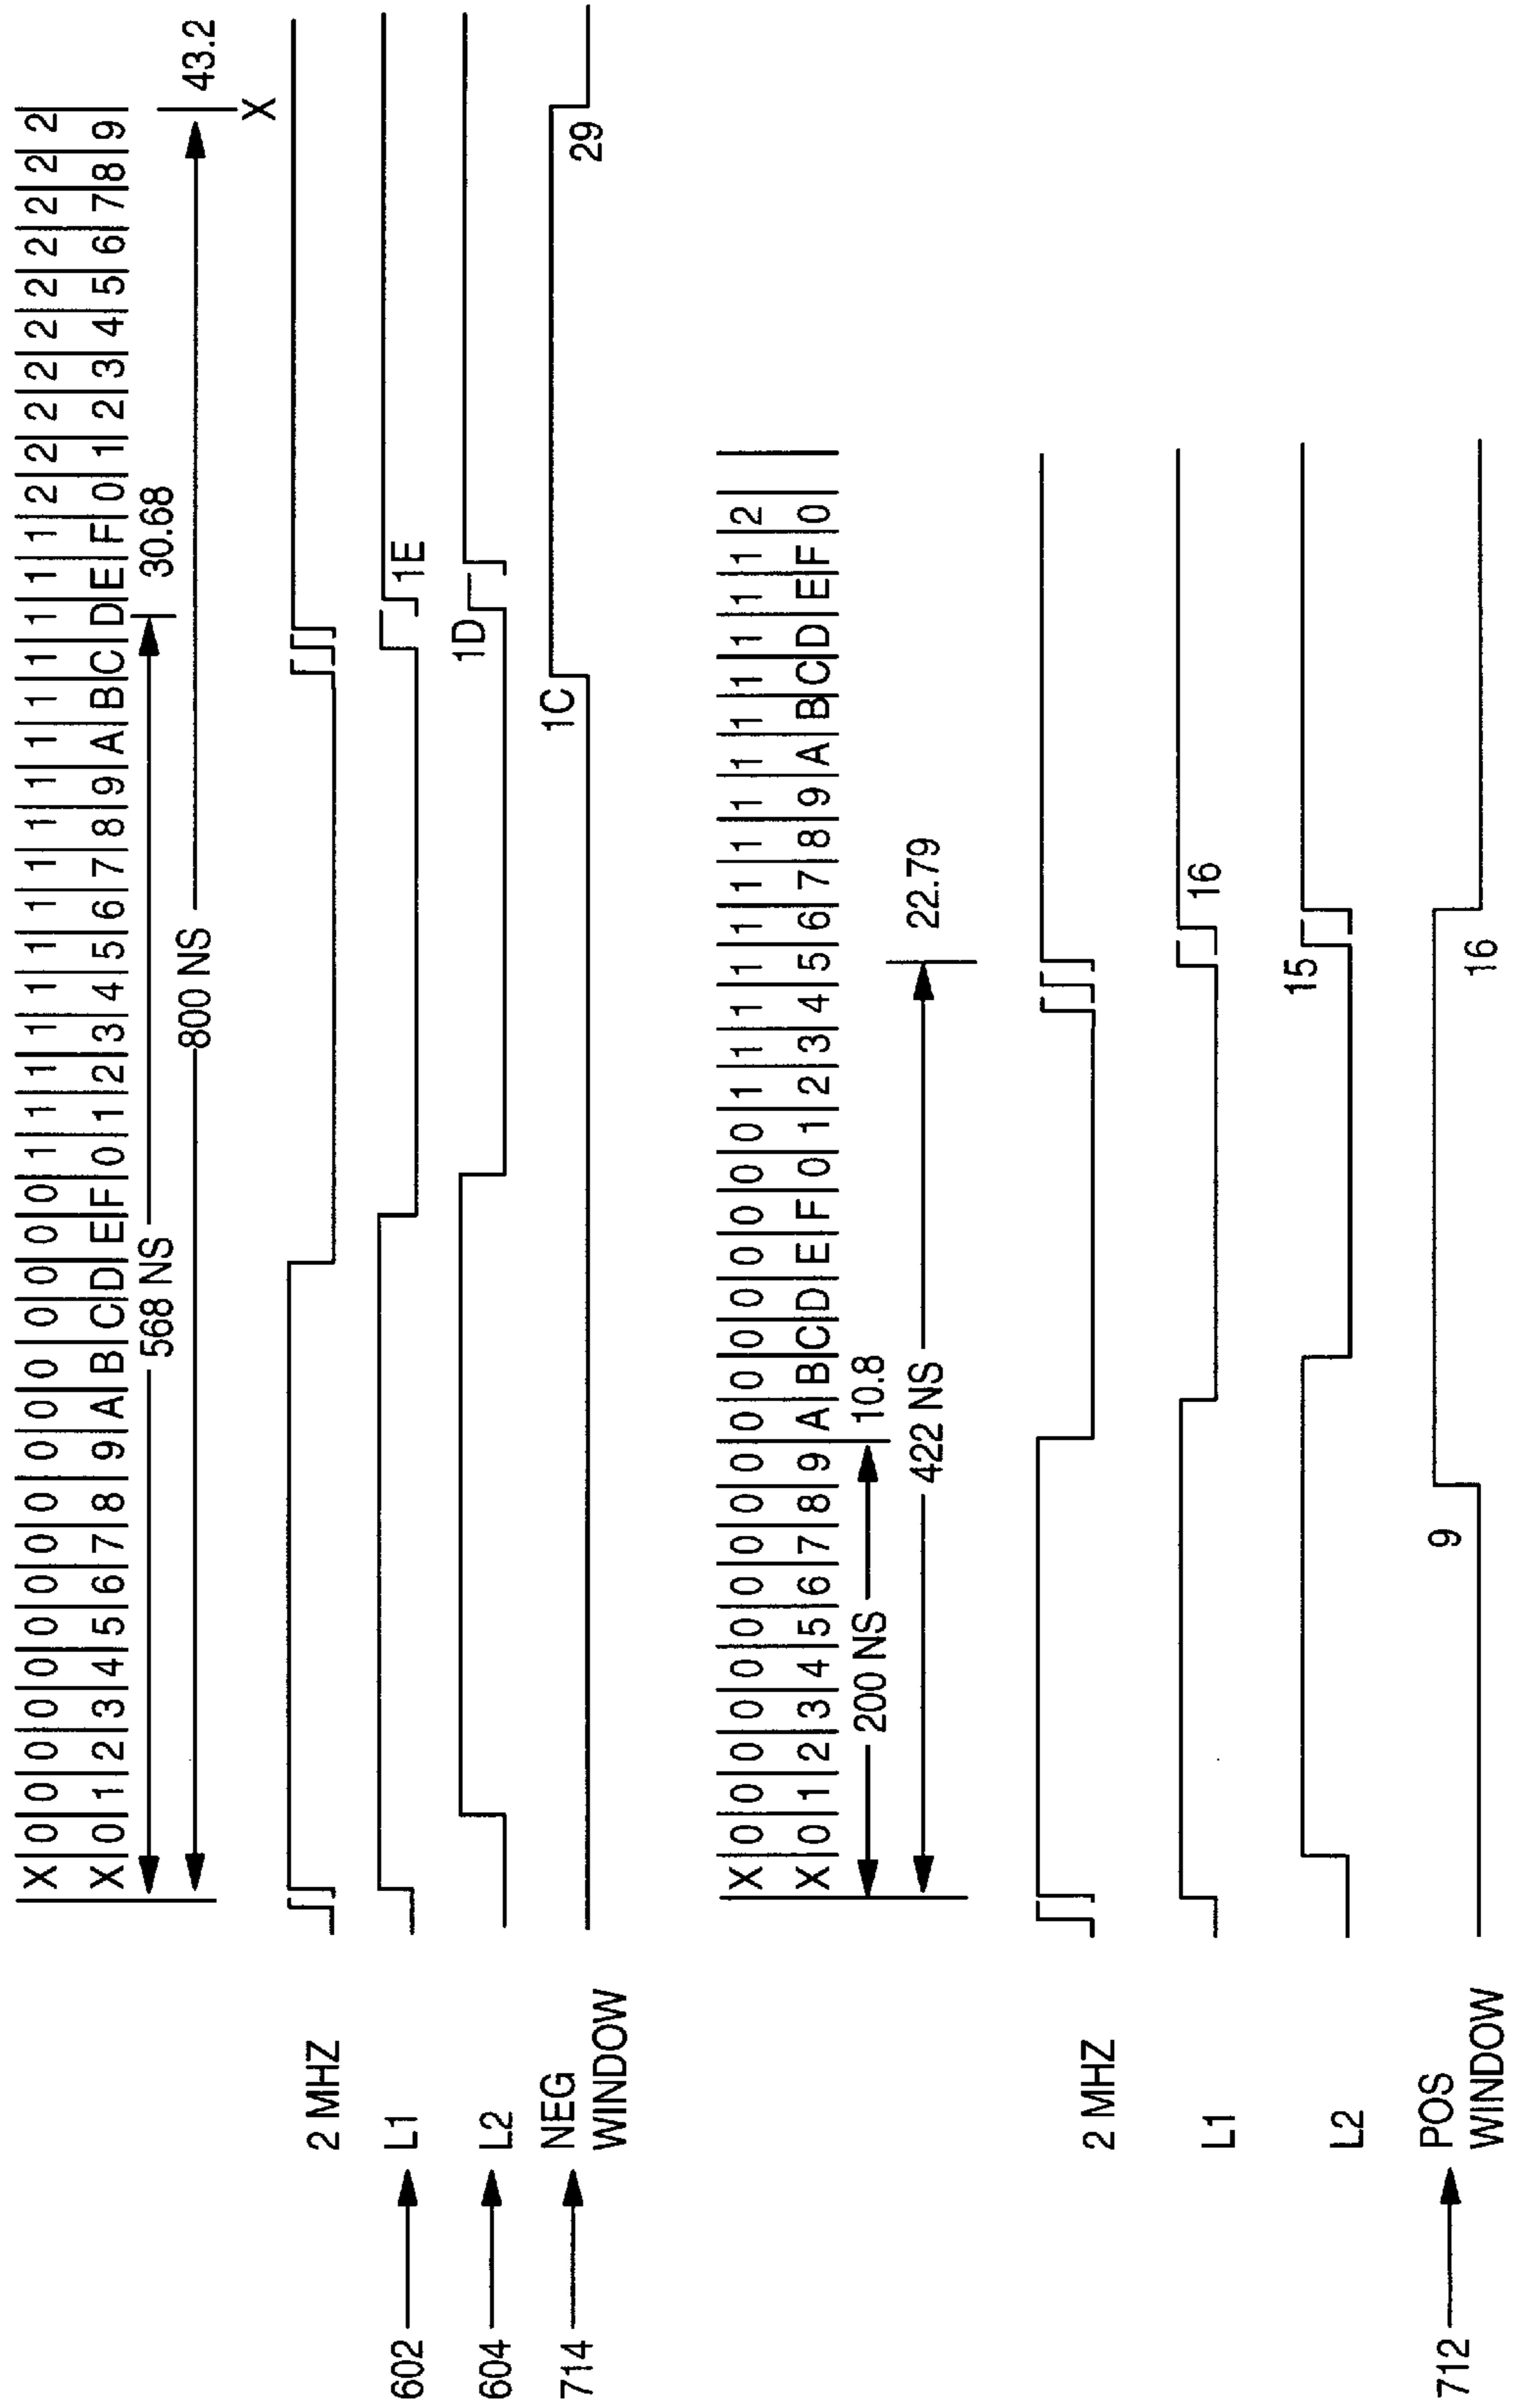 X 0 0 0 0 0 0 0 0 0 0 0 0 0 0 0 0 1 1 1 1 1 1 1 1 1 1 1 1 1 1 1 1 2 2 2 2 2 2 2 2 2 2
X 0 1 2 3 4 5 6 7 8 9 A B C D E F 0 1 2 3 4 5 6 7 8 9 A B C D E F 0 1 2 3 4 5 6 7 8 9
568 NS 30.68
800 NS 43.2
X
2 MHZ
602 L1 1E
604 L2 1D
714 NEG WINDOW 1C 29
X 0 0 0 0 0 0 0 0 0 0 0 0 0 0 0 0 0 0 1 1 1 1 1 1 1 1 1 1 1 1 1 1 2
X 0 1 2 3 4 5 6 7 8 9 A B C D E F 0 1 2 3 4 5 6 7 8 9 A B C D E F 0
200 NS 10.8
422 NS 22.79
2 MHZ
L1 16
L2 15
712 POS WINDOW 9 16